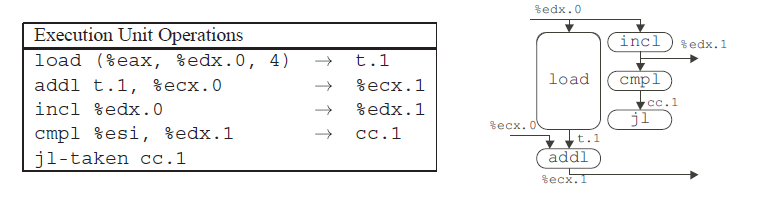 Execution Unit Operations
load (%eax, %edx.0, 4) → t.1
addl t.1, %ecx.0 → %ecx.1
incl %edx.0 → %edx.1
cmpl %esi, %edx.1 → cc.1
jl-taken cc.1
%edx.0
incl
%edx.1
load
cmpl
cc.1
jl
%ecx.0
t.1
addl
%ecx.1